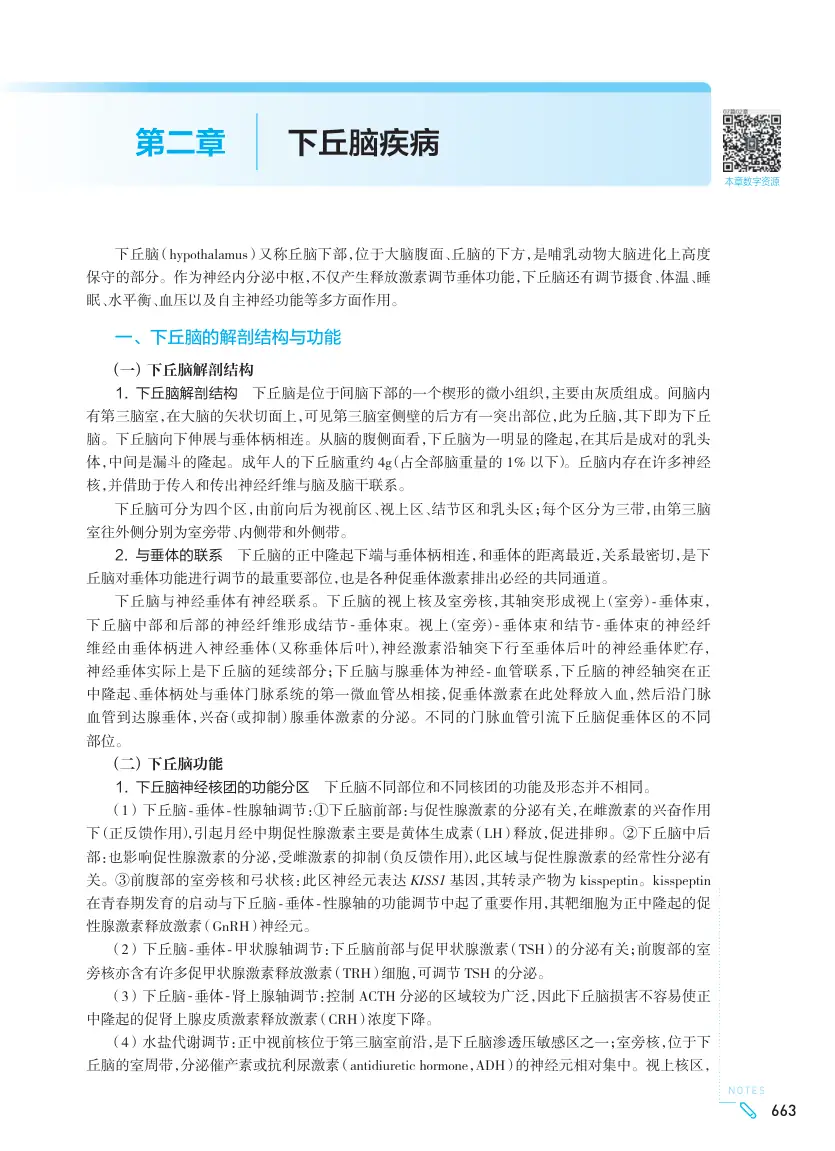 第二章
下丘脑疾病
本章数字资源
下丘脑(hypothalamus)又称丘脑下部,位于大脑腹面、丘脑的下方,是哺乳动物大脑进化上高度
保守的部分。作为神经内分泌中枢,不仅产生释放激素调节垂体功能,下丘脑还有调节摄食、体温、睡
眠、水平衡、血压以及自主神经功能等多方面作用。
一、下丘脑的解剖结构与功能
(一)下丘脑解剖结构
1. 下丘脑解剖结构 下丘脑是位于间脑下部的一个楔形的微小组织,主要由灰质组成。间脑内
有第三脑室,在大脑的矢状切面上,可见第三脑室侧壁的后方有一突出部位,此为丘脑,其下即为下丘
脑。下丘脑向下伸展与垂体柄相连。从脑的腹侧面看,下丘脑为一明显的隆起,在其后是成对的乳头
体,中间是漏斗的隆起。成年人的下丘脑重约 4g(占全部脑重量的 1% 以下)。丘脑内存在许多神经
核,并借助于传入和传出神经纤维与脑及脑干联系。
下丘脑可分为四个区,由前向后为视前区、视上区、结节区和乳头区;每个区分为三带,由第三脑
室往外侧分别为室旁带、内侧带和外侧带。
2. 与垂体的联系 下丘脑的正中隆起下端与垂体柄相连,和垂体的距离最近,关系最密切,是下
丘脑对垂体功能进行调节的最重要部位,也是各种促垂体激素排出必经的共同通道。
下丘脑与神经垂体有神经联系。下丘脑的视上核及室旁核,其轴突形成视上(室旁)-垂体束,
下丘脑中部和后部的神经纤维形成结节-垂体束。视上(室旁)-垂体束和结节-垂体束的神经纤
维经由垂体柄进入神经垂体(又称垂体后叶),神经激素沿轴突下行至垂体后叶的神经垂体贮存,
神经垂体实际上是下丘脑的延续部分;下丘脑与腺垂体为神经-血管联系,下丘脑的神经轴突在正
中隆起、垂体柄处与垂体门脉系统的第一微血管丛相接,促垂体激素在此处释放入血,然后沿门脉
血管到达腺垂体,兴奋(或抑制)腺垂体激素的分泌。不同的门脉血管引流下丘脑促垂体区的不同
部位。
(二)下丘脑功能
1. 下丘脑神经核团的功能分区 下丘脑不同部位和不同核团的功能及形态并不相同。
(1)下丘脑-垂体-性腺轴调节:①下丘脑前部:与促性腺激素的分泌有关,在雌激素的兴奋作用
下(正反馈作用),引起月经中期促性腺激素主要是黄体生成素(LH)释放,促进排卵。②下丘脑中后
部:也影响促性腺激素的分泌,受雌激素的抑制(负反馈作用),此区域与促性腺激素的经常性分泌有
关。③前腹部的室旁核和弓状核:此区神经元表达 KISS1 基因,其转录产物为 kisspeptin。kisspeptin
在青春期发育的启动与下丘脑-垂体-性腺轴的功能调节中起了重要作用,其靶细胞为正中隆起的促
性腺激素释放激素(GnRH)神经元。
(2)下丘脑-垂体-甲状腺轴调节:下丘脑前部与促甲状腺激素(TSH)的分泌有关;前腹部的室
旁核亦含有许多促甲状腺激素释放激素(TRH)细胞,可调节 TSH 的分泌。
(3)下丘脑-垂体-肾上腺轴调节:控制 ACTH 分泌的区域较为广泛,因此下丘脑损害不容易使正
中隆起的促肾上腺皮质激素释放激素(CRH)浓度下降。
(4)水盐代谢调节:正中视前核位于第三脑室前沿,是下丘脑渗透压敏感区之一;室旁核,位于下
丘脑的室周带,分泌催产素或抗利尿激素(antidiuretic hormone,ADH)的神经元相对集中。视上核区,
NOTES
663